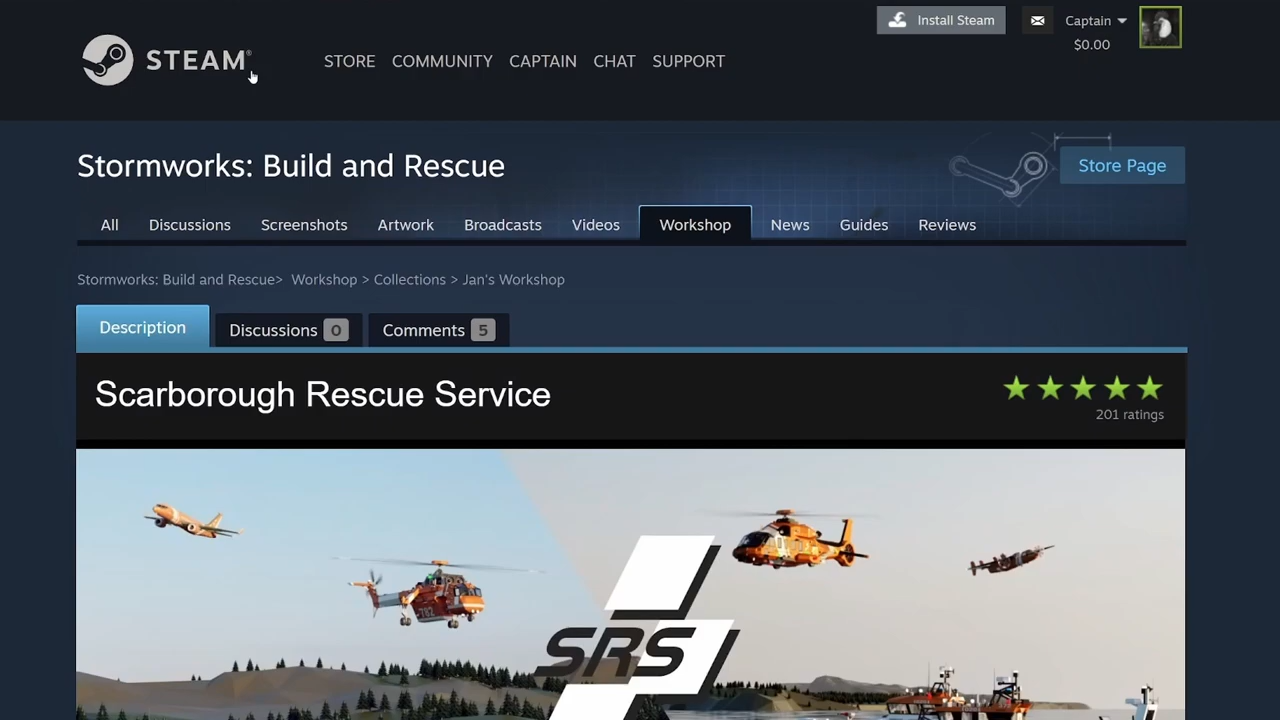 Install Steam
Captain
$0.00
STEAM®
STORE COMMUNITY CAPTAIN CHAT SUPPORT
Stormworks: Build and Rescue
Store Page
All Discussions Screenshots Artwork Broadcasts Videos Workshop News Guides Reviews
Stormworks: Build and Rescue> Workshop > Collections > Jan's Workshop
Description Discussions 0 Comments 5
Scarborough Rescue Service
201 ratings
782
SRS